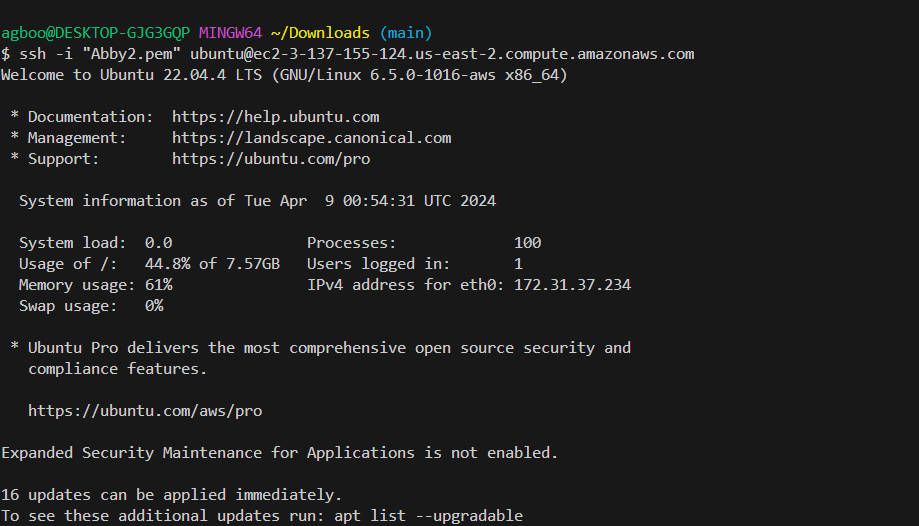 agboo@DESKTOP-GJG3GQP MINGW64 ~/Downloads (main)
$ ssh -i "Abby2.pem" ubuntu@ec2-3-137-155-124.us-east-2.compute.amazonaws.com
Welcome to Ubuntu 22.04.4 LTS (GNU/Linux 6.5.0-1016-aws x86_64)

 * Documentation:  https://help.ubuntu.com
 * Management:     https://landscape.canonical.com
 * Support:        https://ubuntu.com/pro

  System information as of Tue Apr  9 00:54:31 UTC 2024

  System load:  0.0               Processes:             100
  Usage of /:   44.8% of 7.57GB   Users logged in:       1
  Memory usage: 61%               IPv4 address for eth0: 172.31.37.234
  Swap usage:   0%

 * Ubuntu Pro delivers the most comprehensive open source security and
   compliance features.

   https://ubuntu.com/aws/pro

Expanded Security Maintenance for Applications is not enabled.

16 updates can be applied immediately.
To see these additional updates run: apt list --upgradable